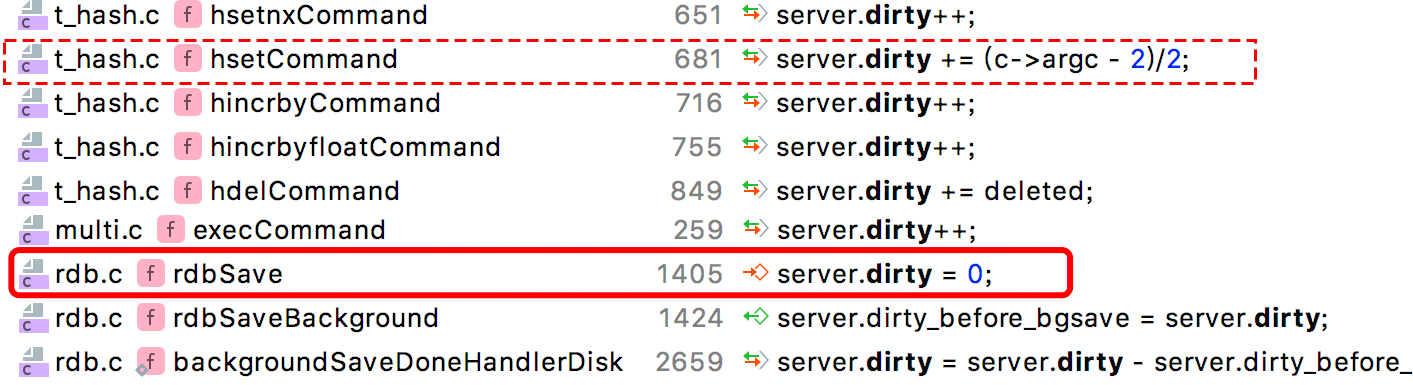 C t_hash.c f hsetnxCommand 651 server.dirty++;
C t_hash.c f hsetCommand 681 server.dirty += (c->argc - 2)/2;
C t_hash.c f hincrbyCommand 716 server.dirty++;
C t_hash.c f hincrbyfloatCommand 755 server.dirty++;
C t_hash.c f hdelCommand 849 server.dirty += deleted;
C multi.c f execCommand 259 server.dirty++;
C rdb.c f rdbSave 1405 server.dirty = 0;
C rdb.c f rdbSaveBackground 1424 server.dirty_before_bgsave = server.dirty;
C rdb.c f backgroundSaveDoneHandlerDisk 2659 server.dirty = server.dirty - server.dirty_before_